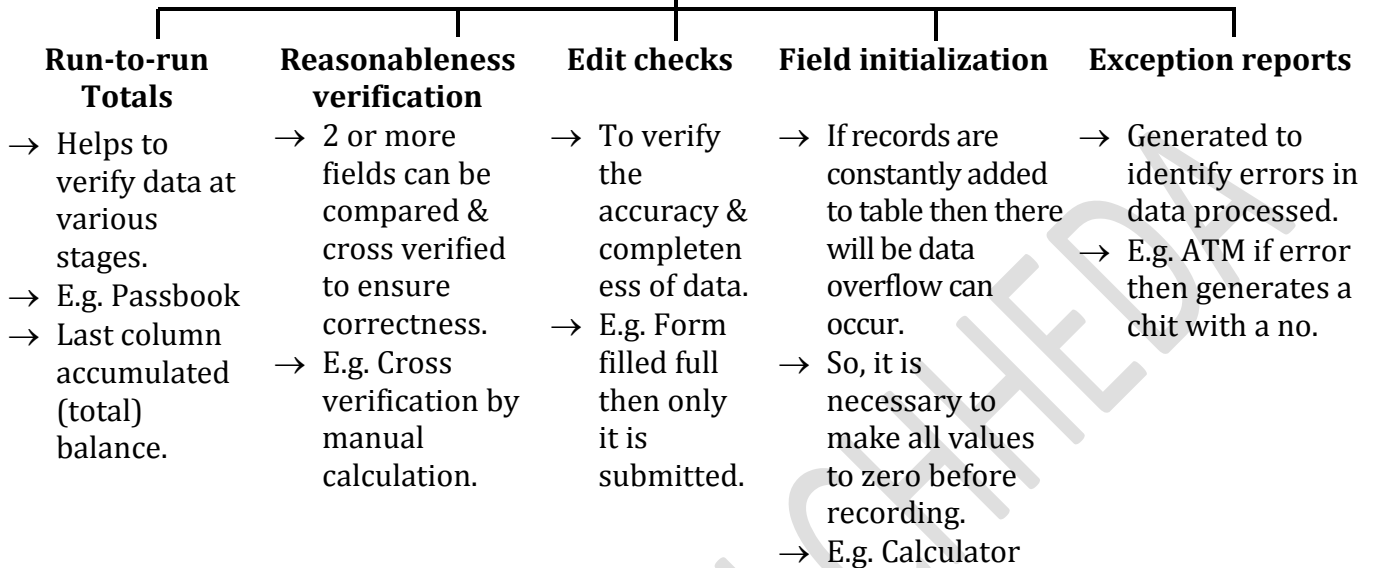 Run-to-run
Totals
→ Helps to
verify data at
various
stages.
→ E.g. Passbook
→ Last column
accumulated
(total)
balance.
Reasonableness
verification
→ 2 or more
fields can be
compared &
cross verified
to ensure
correctness.
→ E.g. Cross
verification by
manual
calculation.
Edit checks
→ To verify
the
accuracy &
completen
ess of data.
→ E.g. Form
filled full
then only
it is
submitted.
Field initialization
→ If records are
constantly added
to table then there
will be data
overflow can
occur.
→ So, it is
necessary to
make all values
to zero before
recording.
→ E.g. Calculator
Exception reports
→ Generated to
identify errors in
data processed.
→ E.g. ATM if error
then generates a
chit with a no.
CHHEDA